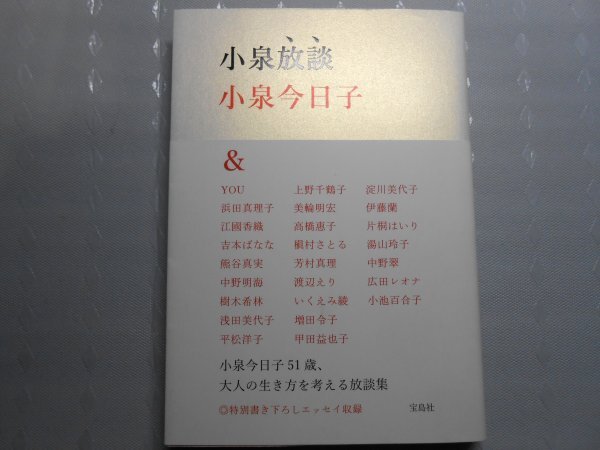 小泉放談
小泉今日子
&
YOU 上野千鶴子 淀川美代子
浜田真理子 美輪明宏 伊藤蘭
江國香織 高橋惠子 片桐はいり
吉本ばなな 槇村さとる 湯山玲子
熊谷真実 芳村真理 中野翠
中野明海 渡辺えり 広田レオナ
樹木希林 いくえみ綾 小池百合子
浅田美代子 増田令子
平松洋子 甲田益也子
小泉今日子51歳、
大人の生き方を考える放談集
◎特別書き下ろしエッセイ収録 宝島社